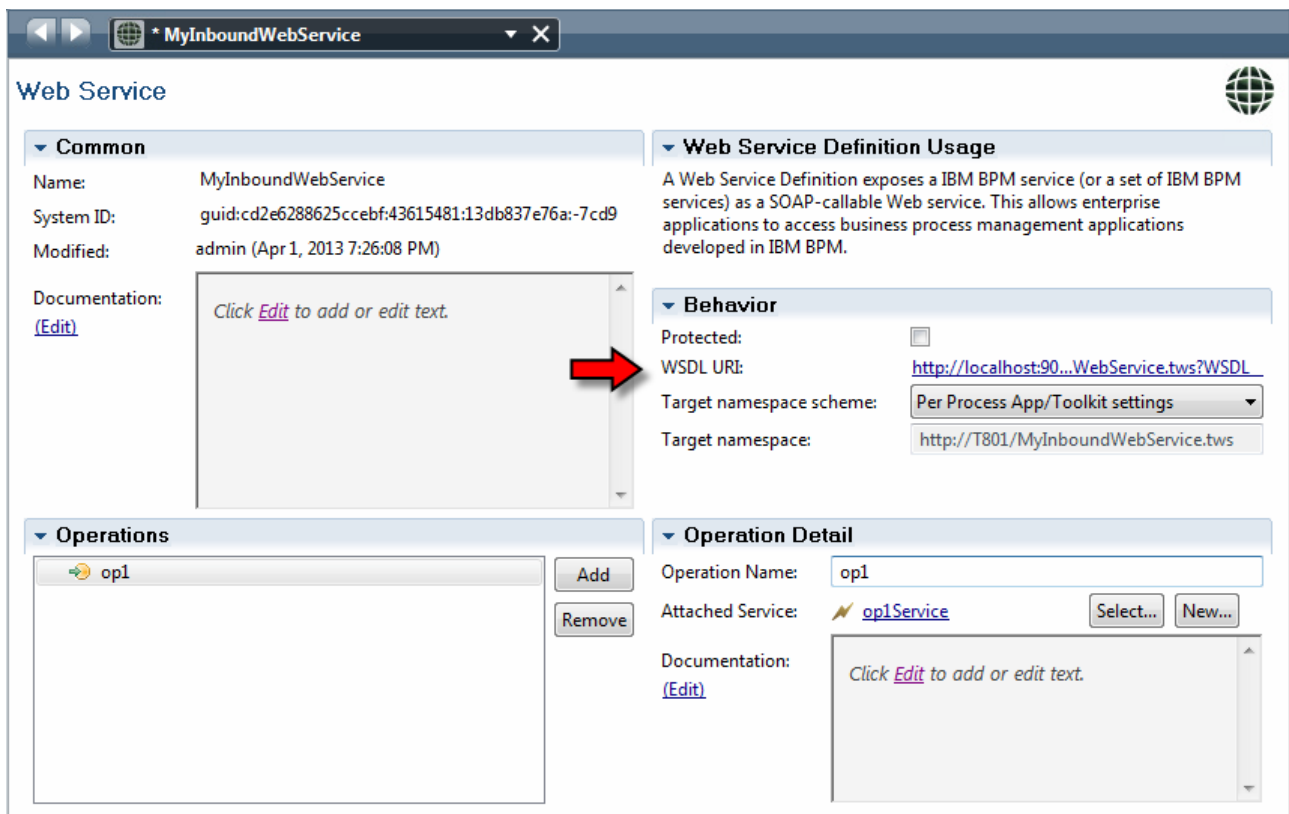 * MyInboundWebService
Web Service
Common
Name: MyInboundWebService
System ID: guid:cd2e6288625ccebf:43615481:13db837e76a:-7cd9
Modified: admin (Apr 1, 2013 7:26:08 PM)
Documentation:
(Edit)
Click Edit to add or edit text.
Web Service Definition Usage
A Web Service Definition exposes a IBM BPM service (or a set of IBM BPM
services) as a SOAP-callable Web service. This allows enterprise
applications to access business process management applications
developed in IBM BPM.
Behavior
Protected:
WSDL URI: http://localhost:90...WebService.tws?WSDL
Target namespace scheme: Per Process App/Toolkit settings
Target namespace: http://T801/MyInboundWebService.tws
Operations
op1
Add
Remove
Operation Detail
Operation Name: op1
Attached Service: op1Service Select... New...
Documentation:
(Edit)
Click Edit to add or edit text.